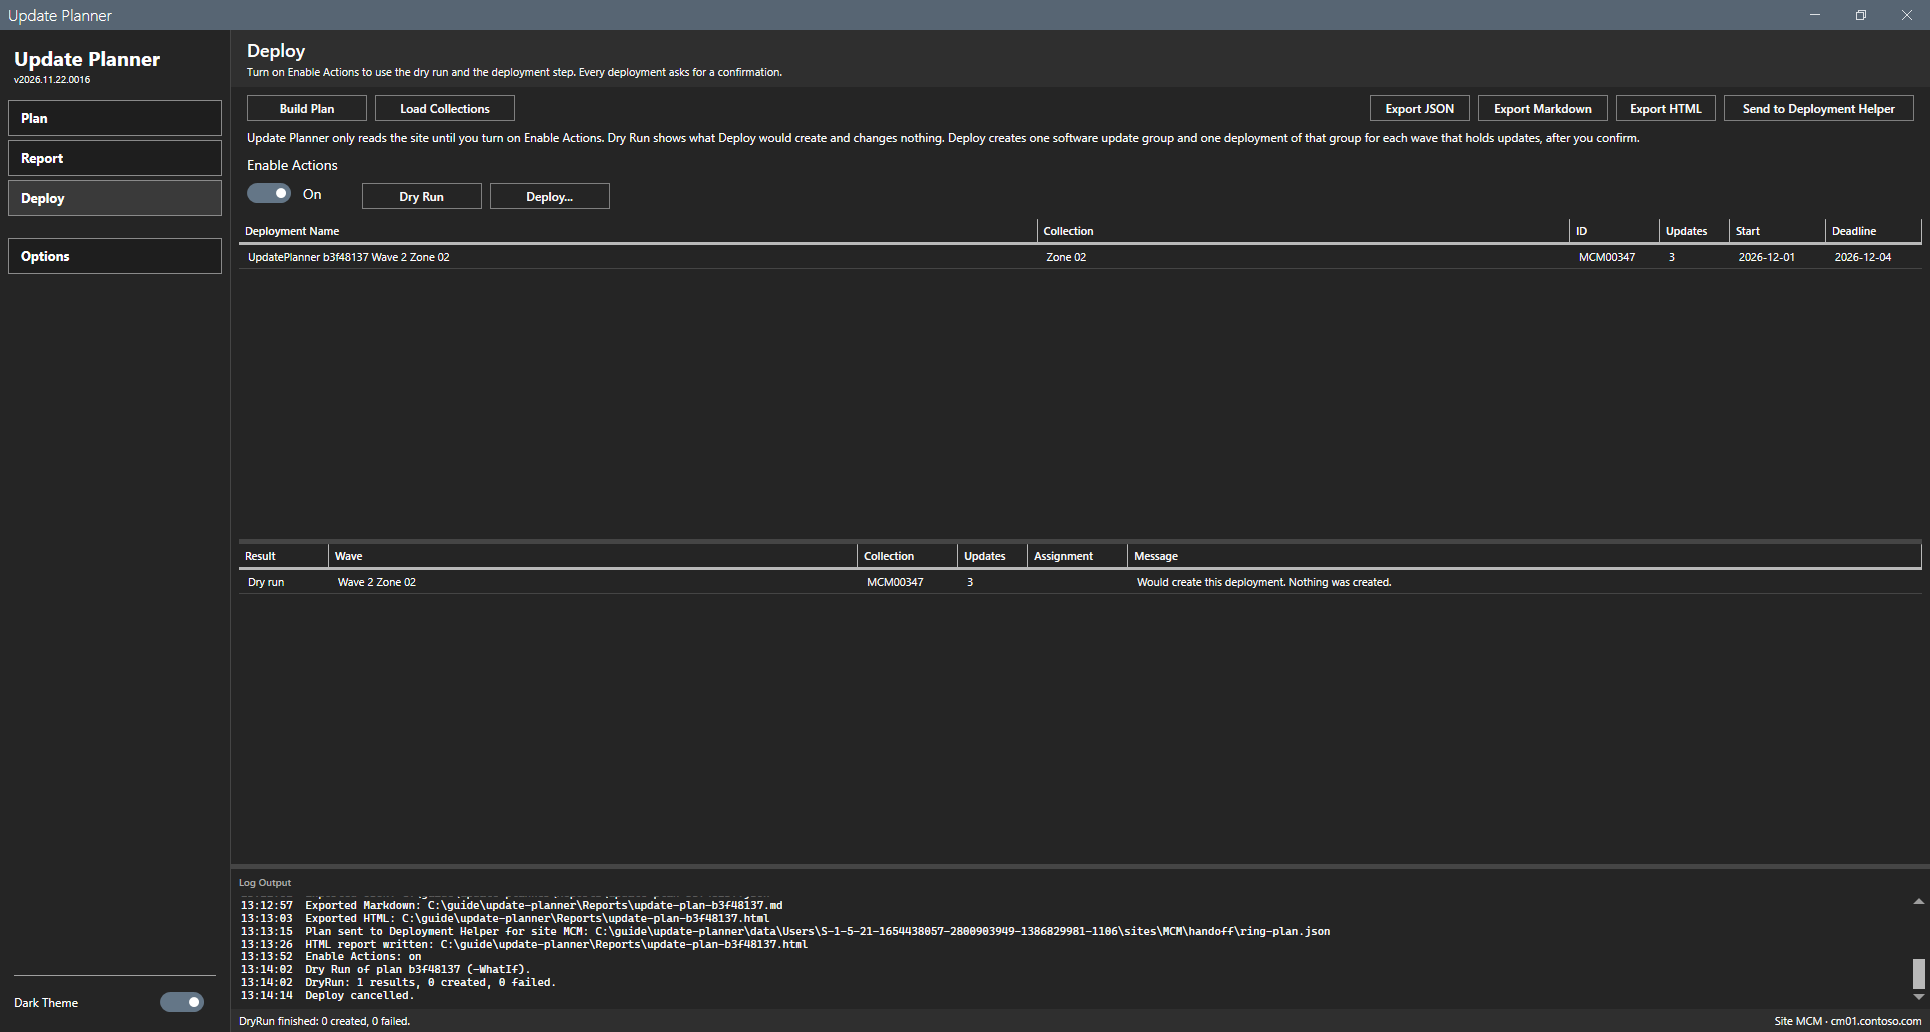 Update Planner
Update Planner
v2026.11.22.0016
Plan
Report
Deploy
Options
Dark Theme
Deploy
Turn on Enable Actions to use the dry run and the deployment step. Every deployment asks for a confirmation.
Build Plan Load Collections Export JSON Export Markdown Export HTML Send to Deployment Helper
Update Planner only reads the site until you turn on Enable Actions. Dry Run shows what Deploy would create and changes nothing. Deploy creates one software update group and one deployment of that group for each wave that holds updates, after you confirm.
Enable Actions
On Dry Run Deploy...
Deployment Name Collection ID Updates Start Deadline
UpdatePlanner b3f48137 Wave 2 Zone 02 Zone 02 MCM00347 3 2026-12-01 2026-12-04
Result Wave Collection Updates Assignment Message
Dry run Wave 2 Zone 02 MCM00347 3 Would create this deployment. Nothing was created.
Log Output
13:12:57 Exported Markdown: C:\guide\update-planner\Reports\update-plan-b3f48137.md
13:13:03 Exported HTML: C:\guide\update-planner\Reports\update-plan-b3f48137.html
13:13:15 Plan sent to Deployment Helper for site MCM: C:\guide\update-planner\data\Users\S-1-5-21-1654438057-2800903949-1386829981-1106\sites\MCM\handoff\ring-plan.json
13:13:26 HTML report written: C:\guide\update-planner\Reports\update-plan-b3f48137.html
13:13:52 Enable Actions: on
13:14:02 Dry Run of plan b3f48137 (-WhatIf).
13:14:02 DryRun: 1 results, 0 created, 0 failed.
13:14:14 Deploy cancelled.
DryRun finished: 0 created, 0 failed. Site MCM · cm01.contoso.com